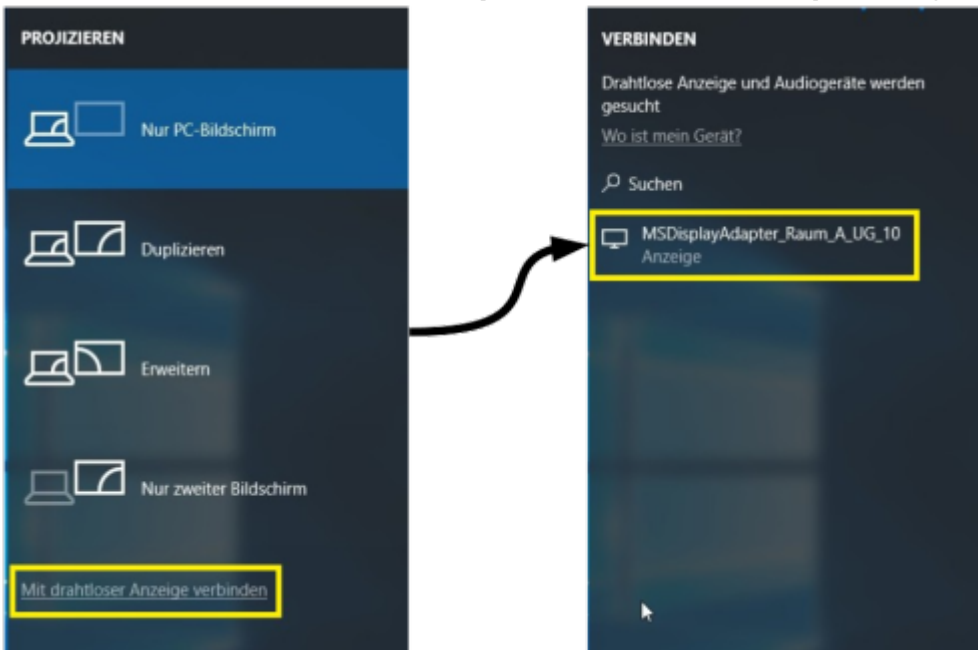 PROJIZIEREN
Nur PC-Bildschirm
Duplizieren
Erweitern
Nur zweiter Bildschirm
Mit drahtloser Anzeige verbinden
VERBINDEN
Drahtlose Anzeige und Audiogeräte werden
gesucht
Wo ist mein Gerät?
Suchen
MSDisplayAdapter_Raum_A_UG_10
Anzeige